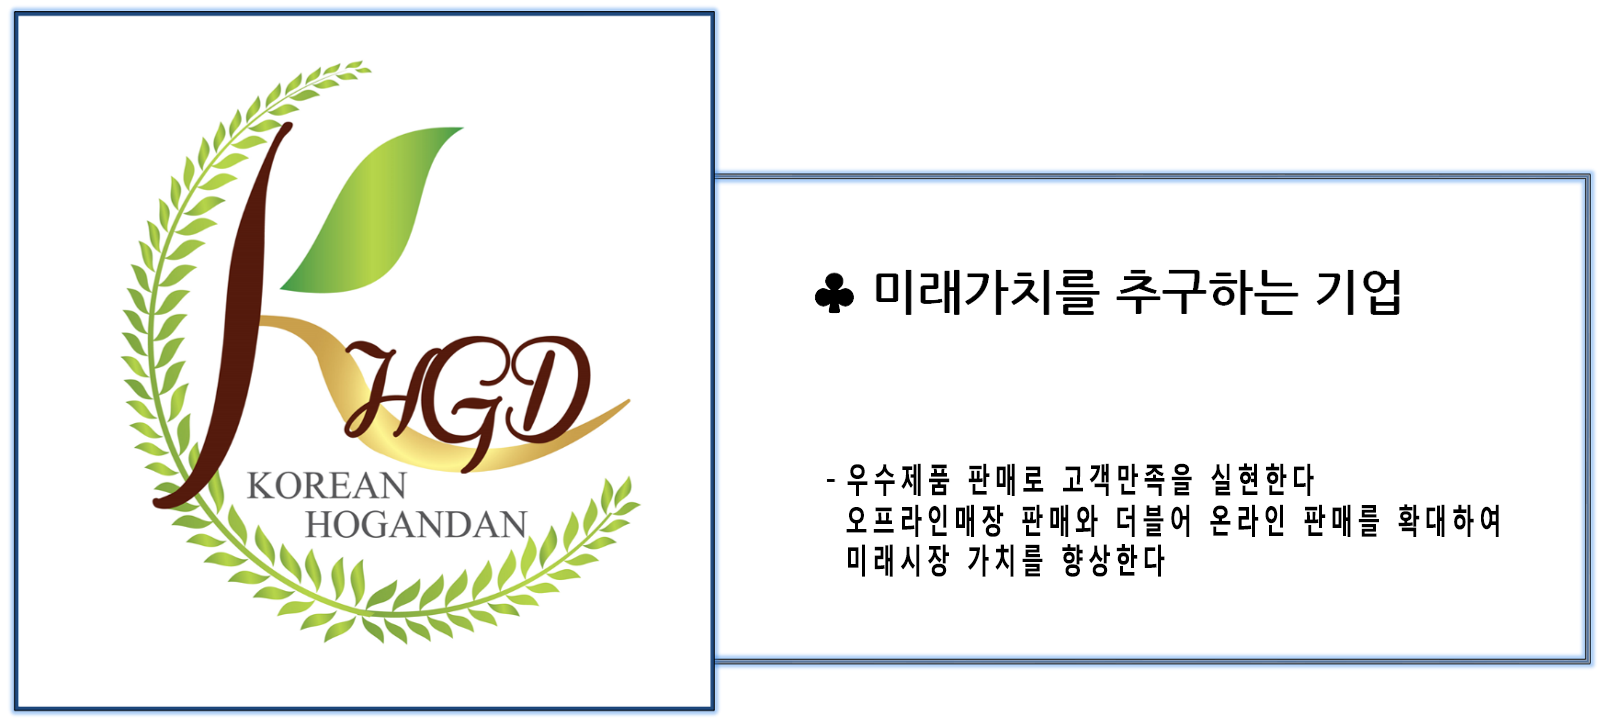 K HGD
KOREAN
HOGANDAN
♣ 미래가치를 추구하는 기업
- 우수제품 판매로 고객만족을 실현한다
오프라인매장 판매와 더블어 온라인 판매를 확대하여
미래시장 가치를 향상한다